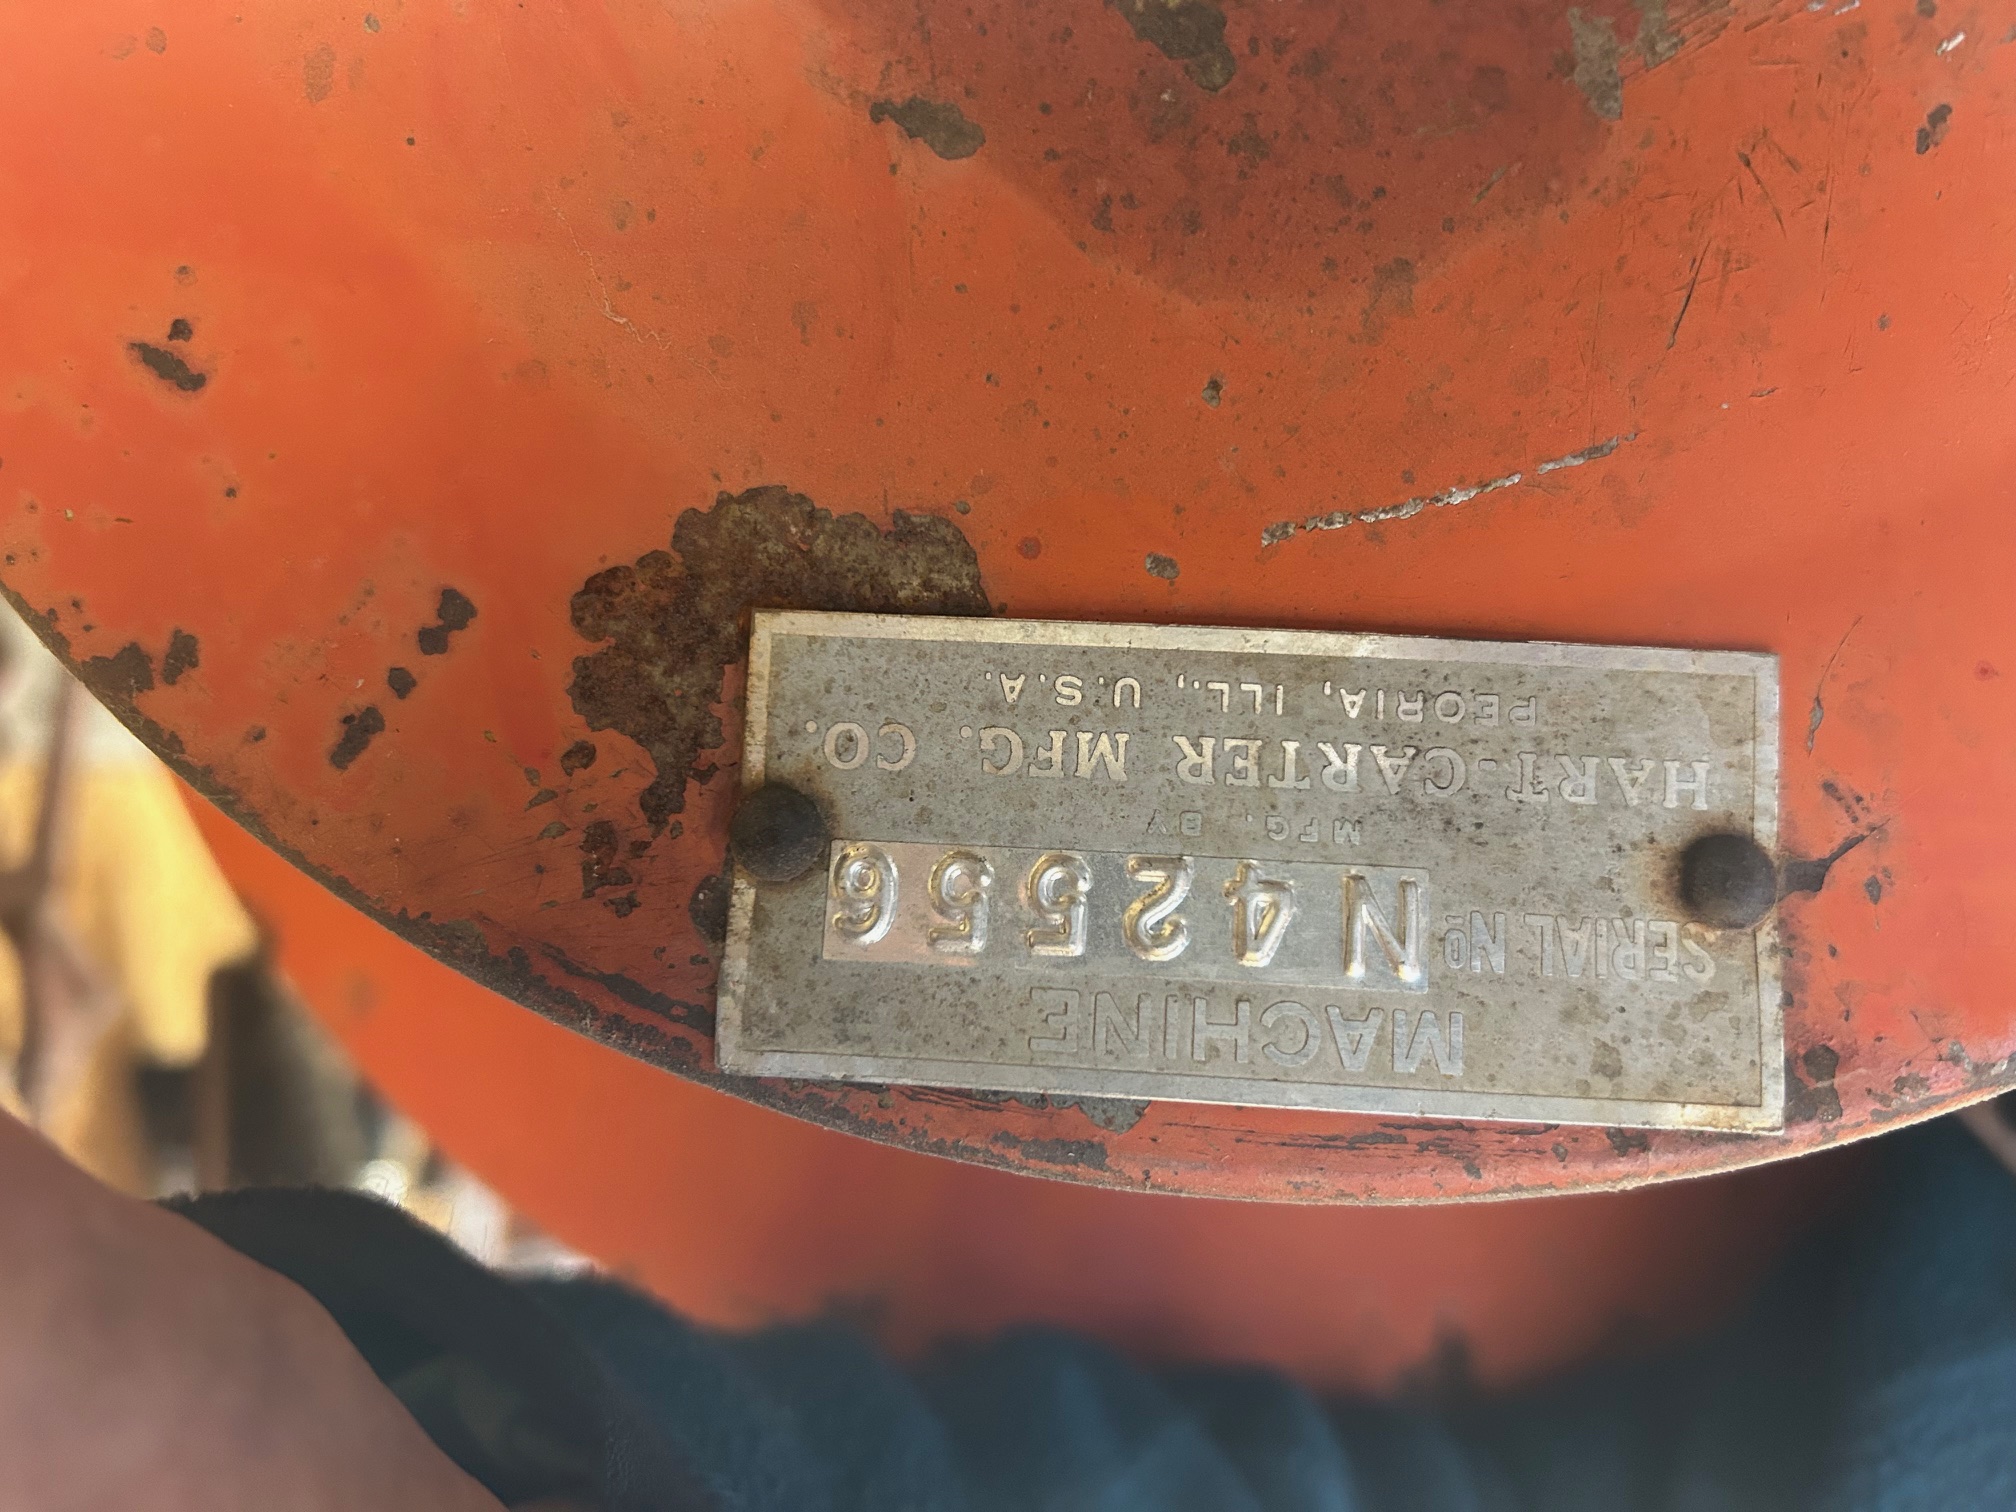 MACHINE
SERIAL Nº N42556
MFG. BY
HART-CARTER MFG. CO.
PEORIA, ILL., U.S.A.